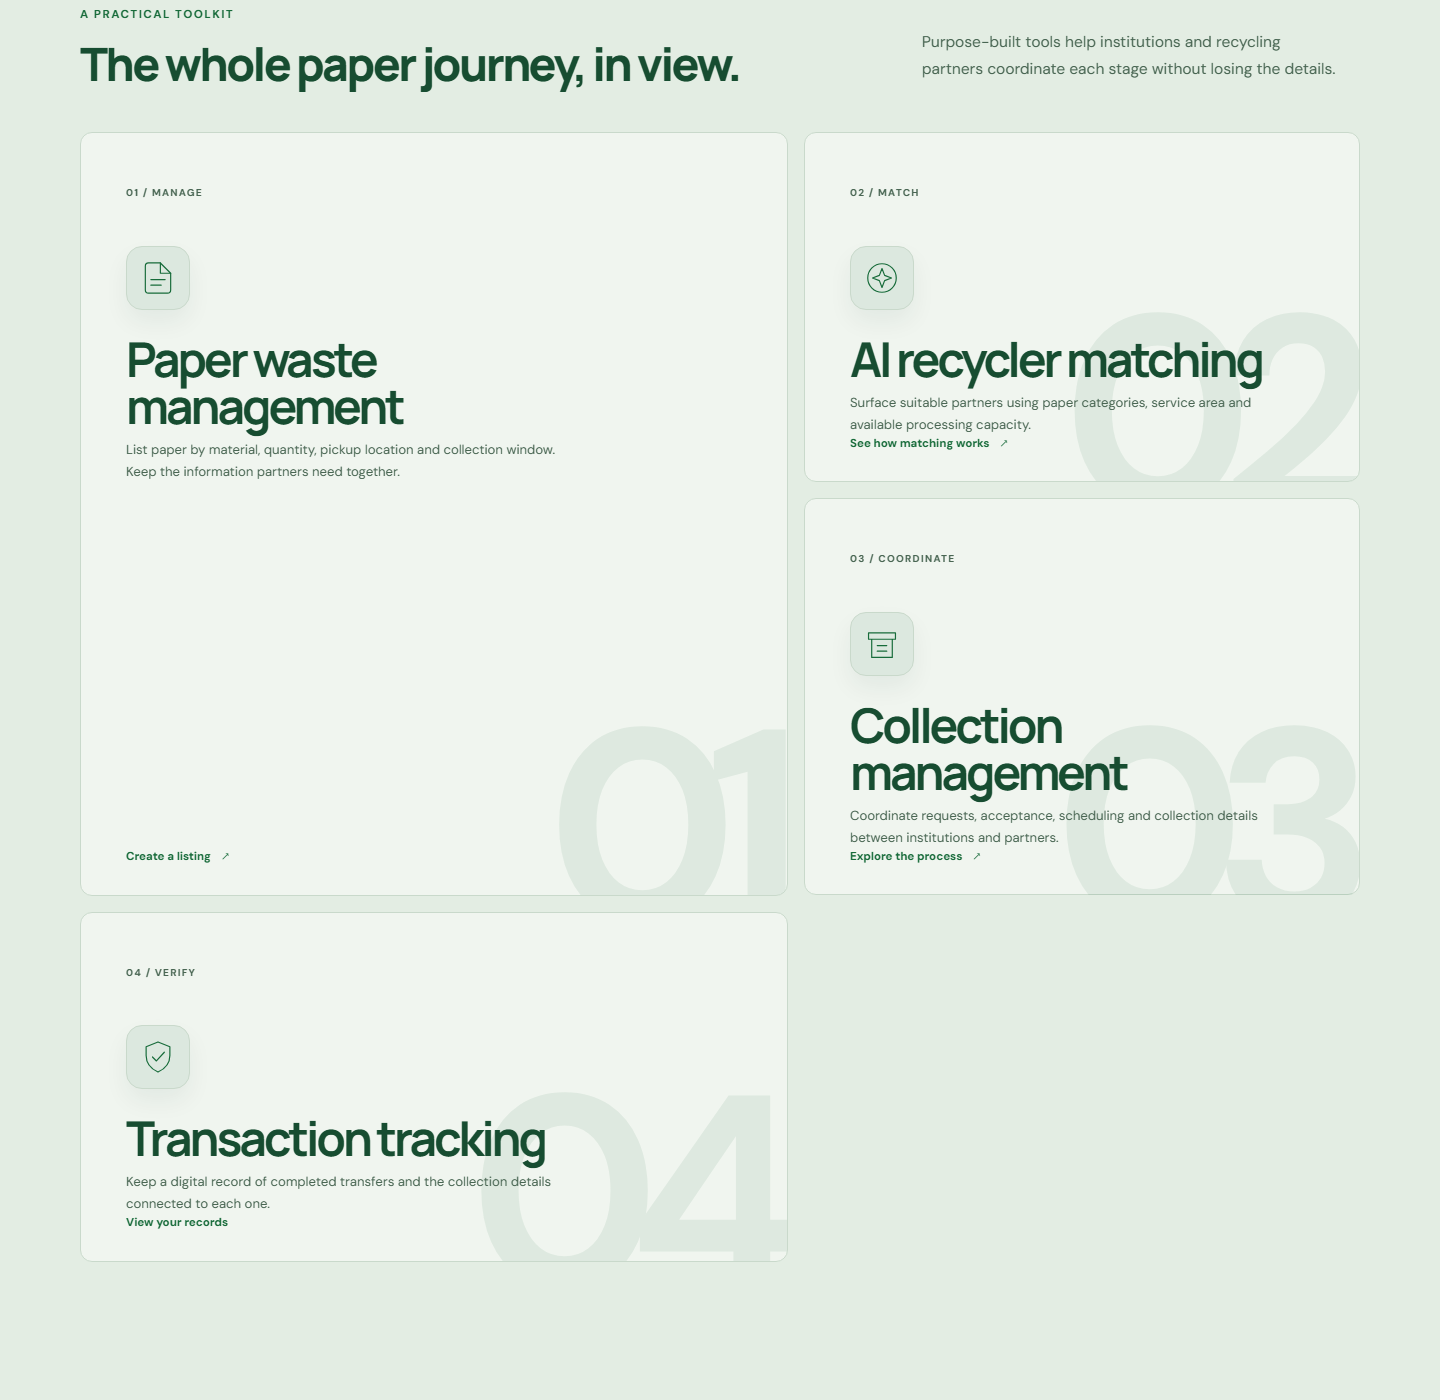 A PRACTICAL TOOLKIT
The whole paper journey, in view.
Purpose-built tools help institutions and recycling
partners coordinate each stage without losing the details.
01 / MANAGE
Paper waste
management
List paper by material, quantity, pickup location and collection window.
Keep the information partners need together.
01
Create a listing ↗
02 / MATCH
AI recycler matching
02
Surface suitable partners using paper categories, service area and
available processing capacity.
See how matching works ↗
03 / COORDINATE
Collection
management
03
Coordinate requests, acceptance, scheduling and collection details
between institutions and partners.
Explore the process ↗
04 / VERIFY
Transaction tracking
04
Keep a digital record of completed transfers and the collection details
connected to each one.
View your records